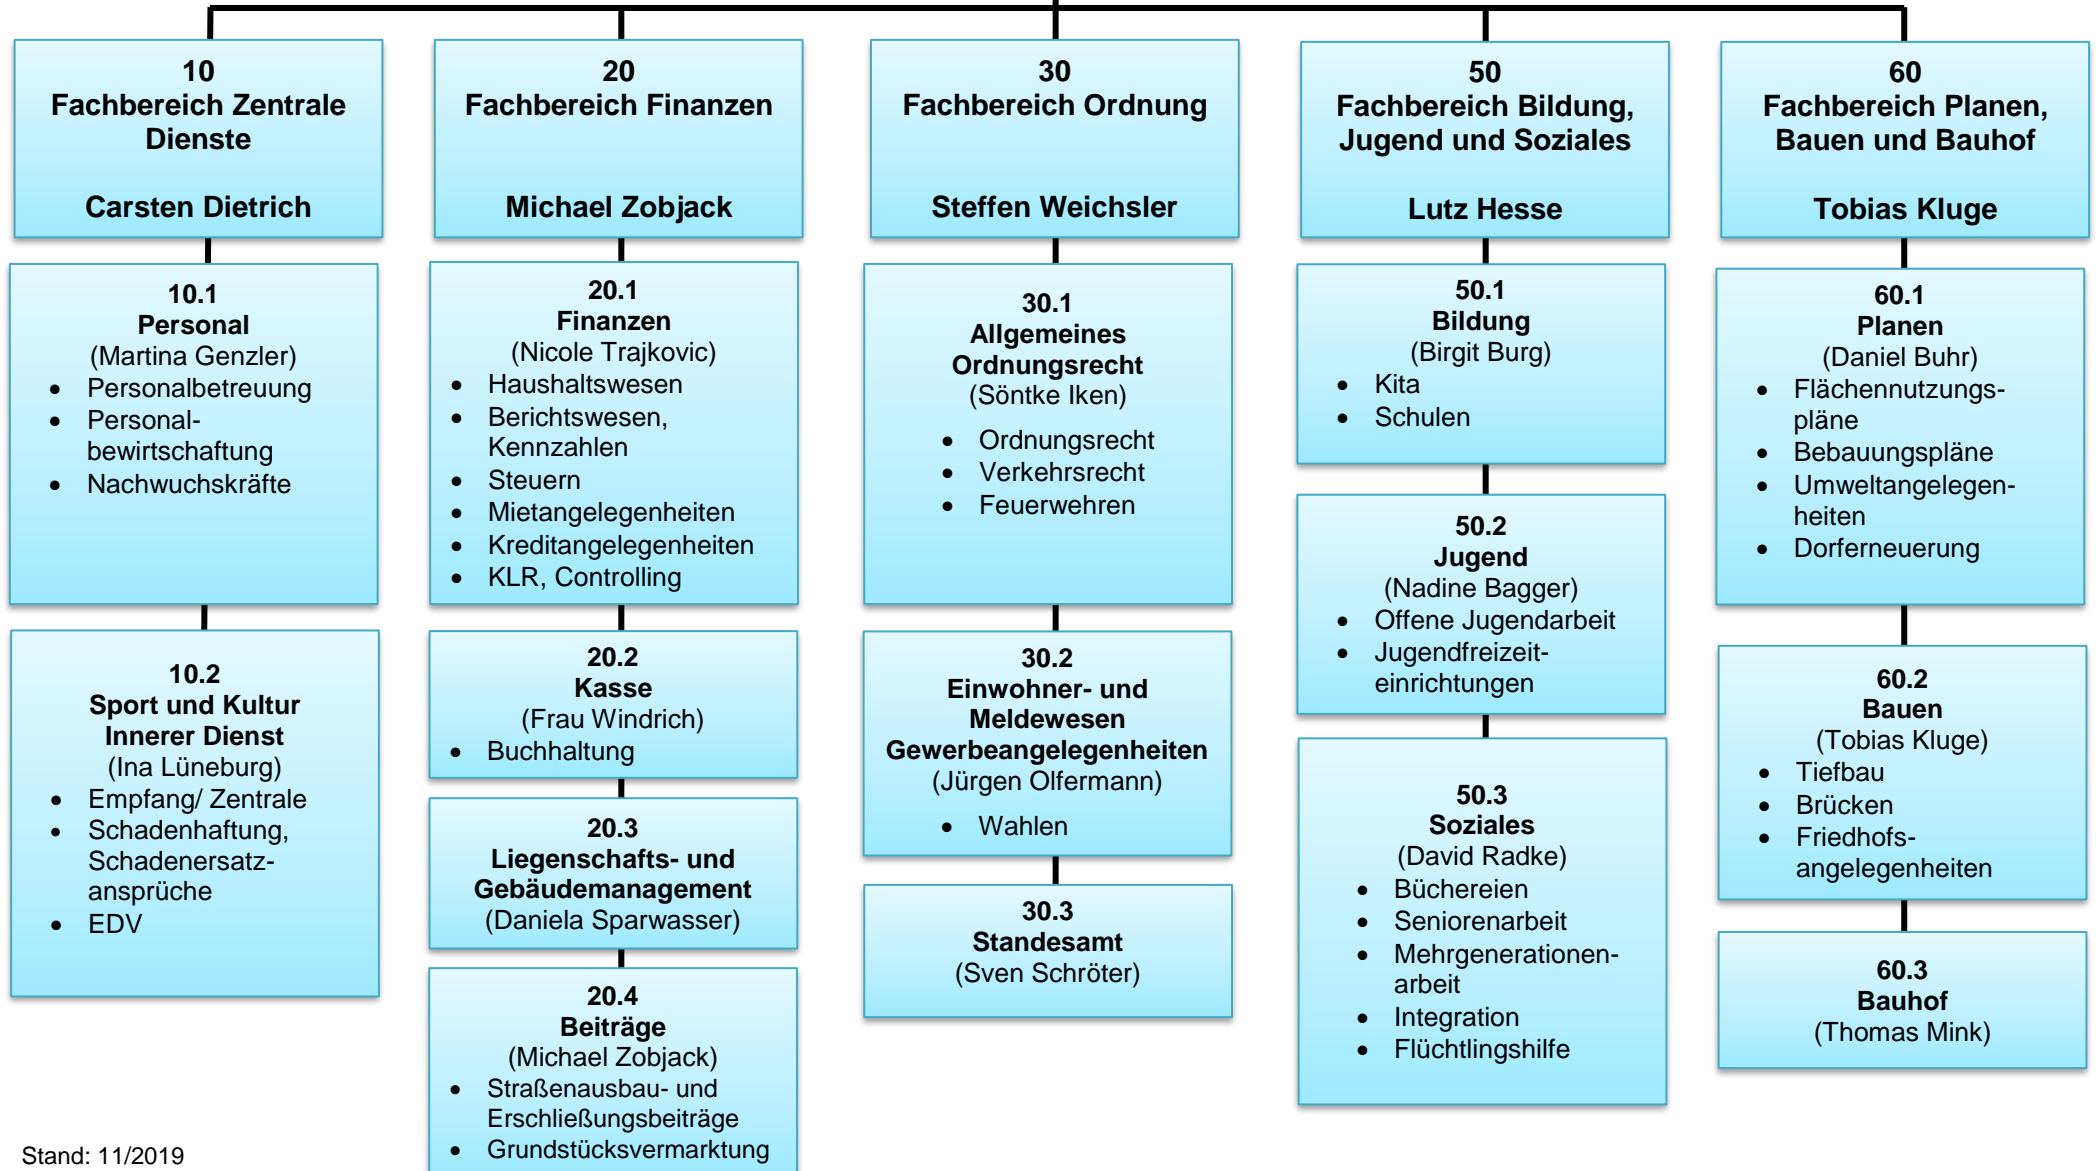 10
Fachbereich Zentrale
Dienste
Carsten Dietrich
10.1
Personal
(Martina Genzler)
• Personalbetreuung
• Personal-
bewirtschaftung
• Nachwuchskräfte
10.2
Sport und Kultur
Innerer Dienst
(Ina Lüneburg)
• Empfang/ Zentrale
• Schadenhaftung,
Schadenersatz-
ansprüche
• EDV
20
Fachbereich Finanzen
Michael Zobjack
20.1
Finanzen
(Nicole Trajkovic)
• Haushaltswesen
• Berichtswesen,
Kennzahlen
• Steuern
• Mietangelegenheiten
• Kreditangelegenheiten
• KLR, Controlling
20.2
Kasse
(Frau Windrich)
• Buchhaltung
20.3
Liegenschafts- und
Gebäudemanagement
(Daniela Sparwasser)
20.4
Beiträge
(Michael Zobjack)
• Straßenausbau- und
Erschließungsbeiträge
• Grundstücksvermarktung
30
Fachbereich Ordnung
Steffen Weichsler
30.1
Allgemeines
Ordnungsrecht
(Söntke Iken)
• Ordnungsrecht
• Verkehrsrecht
• Feuerwehren
30.2
Einwohner- und
Meldewesen
Gewerbeangelegenheiten
(Jürgen Olfermann)
• Wahlen
30.3
Standesamt
(Sven Schröter)
50
Fachbereich Bildung,
Jugend und Soziales
Lutz Hesse
50.1
Bildung
(Birgit Burg)
• Kita
• Schulen
50.2
Jugend
(Nadine Bagger)
• Offene Jugendarbeit
• Jugendfreizeit-
einrichtungen
50.3
Soziales
(David Radke)
• Büchereien
• Seniorenarbeit
• Mehrgenerationen-
arbeit
• Integration
• Flüchtlingshilfe
60
Fachbereich Planen,
Bauen und Bauhof
Tobias Kluge
60.1
Planen
(Daniel Buhr)
• Flächennutzungs-
pläne
• Bebauungspläne
• Umweltangelegen-
heiten
• Dorferneuerung
60.2
Bauen
(Tobias Kluge)
• Tiefbau
• Brücken
• Friedhofs-
angelegenheiten
60.3
Bauhof
(Thomas Mink)
Stand: 11/2019